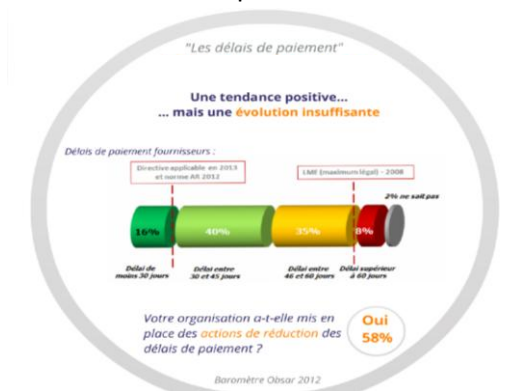 "Les délais de paiement"
Une tendance positive...
... mais une évolution insuffisante
Délais de paiement fournisseurs :
Directive applicable en 2013
et norme AR 2012
LME (maximum légal) - 2008
2% ne sait pas
16%
40%
35%
8%
Délai de
moins 30 jours
Délai entre
30 et 45 jours
Délai entre
46 et 60 jours
Délai supérieur
à 60 jours
Votre organisation a-t-elle mis en
place des actions de réduction des
délais de paiement ?
Oui
58%
Baromètre Obsar 2012